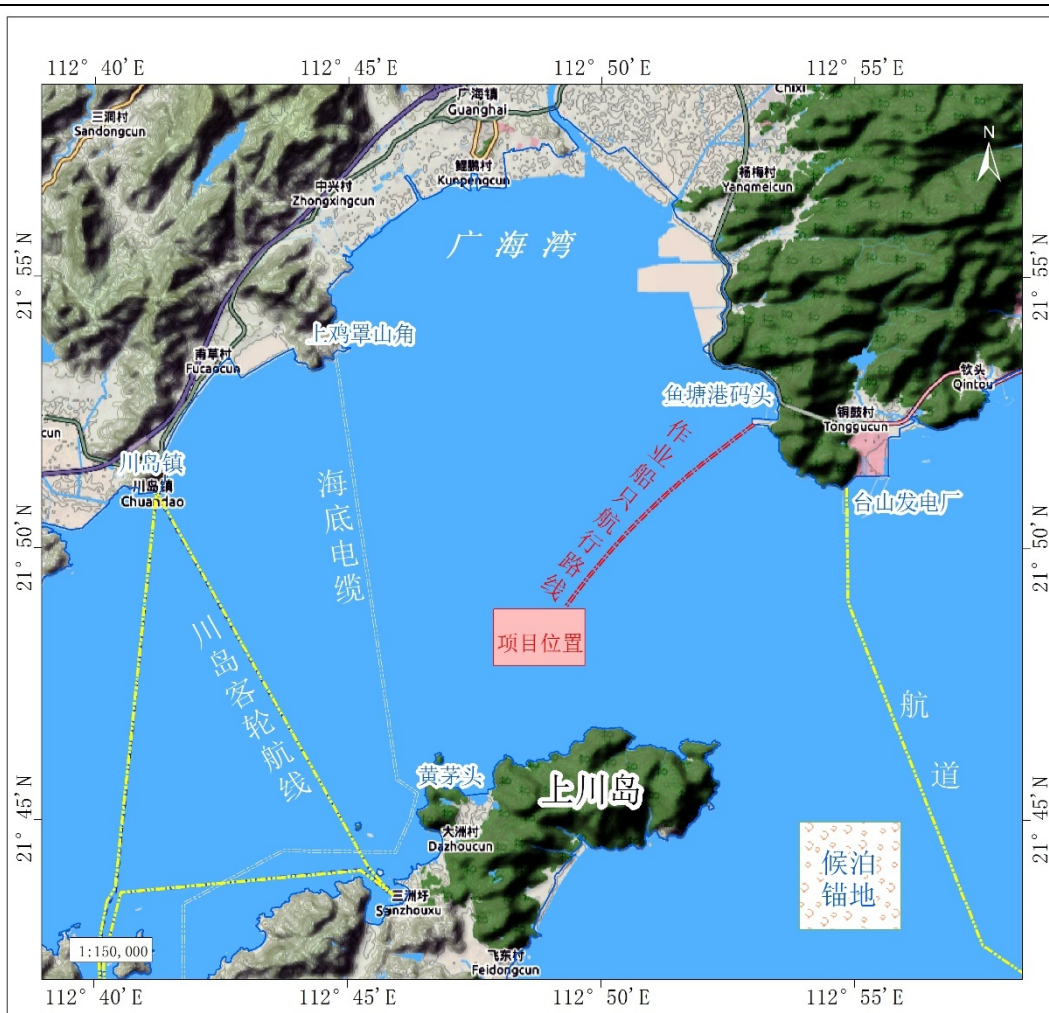 112° 40'E
112° 45'E
112° 50'E
112° 55'E
三洞村
Sandongcun
广海镇
Guanghai
Chixi
N
鲲鹏村
Kunpengcun
杨梅村
Yangmeicun
中兴村
Zhongxingcun
广海湾
21° 55'N
21° 55'N
上鸡罩山角
南草村
Fucaocun
钦头
Qintou
鱼塘港码头
铜鼓村
Tonggucun
作业船只航行路线
cun
川岛镇
川岛镇
Chuandao
海底电缆
台山发电厂
21° 50'N
21° 50'N
项目位置
川岛客轮航线
航道
黄茅头
上川岛
21° 45'N
21° 45'N
大洲村
Dazhoucun
候泊
锚地
三洲圩
Sanzhouxu
飞东村
Feidongcun
1:150,000
112° 40'E
112° 45'E
112° 50'E
112° 55'E